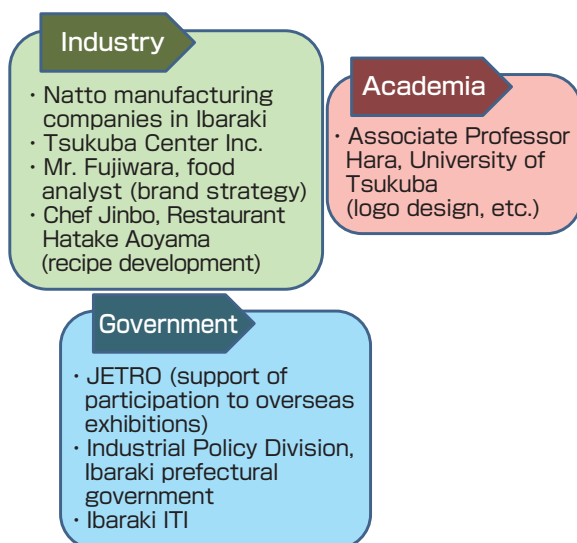 Industry
・Natto manufacturing
companies in Ibaraki
・Tsukuba Center Inc.
・Mr. Fujiwara, food
analyst (brand strategy)
・Chef Jinbo, Restaurant
Hatake Aoyama
(recipe development)
Academia
・Associate Professor
Hara, University of
Tsukuba
(logo design, etc.)
Government
・JETRO (support of
participation to overseas
exhibitions)
・Industrial Policy Division,
Ibaraki prefectural
government
・Ibaraki ITI